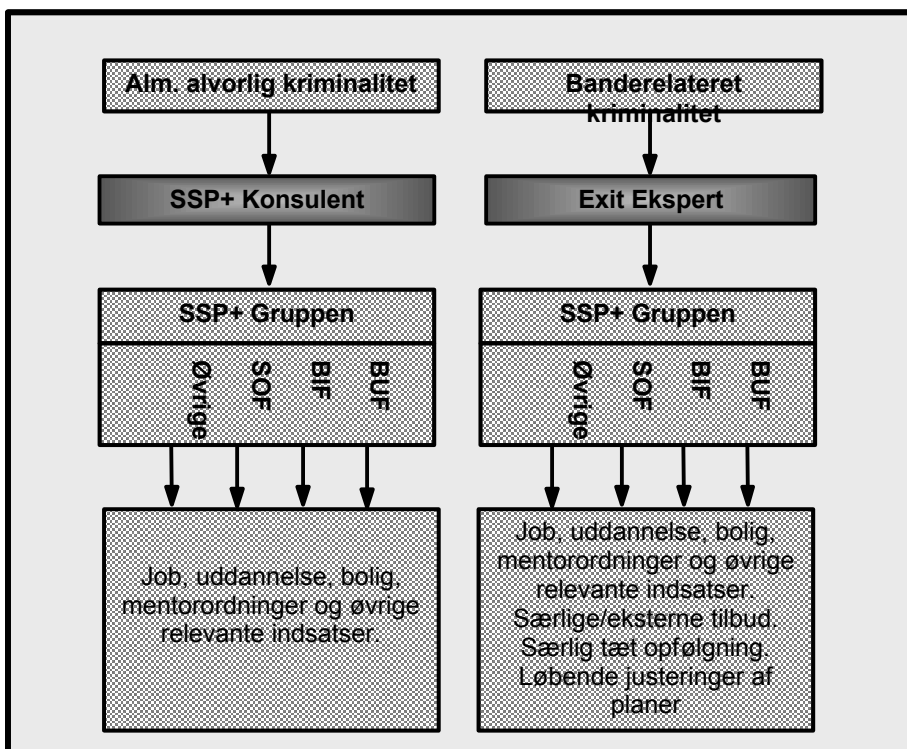 Alm. alvorlig kriminalitet
SSP+ Konsulent
SSP+ Gruppen
Øvrige
SOF
BIF
BUF
Job, uddannelse, bolig,
mentorordninger og øvrige
relevante indsatser.
Banderelateret
kriminalitet
Exit Ekspert
SSP+ Gruppen
Øvrige
SOF
BIF
BUF
Job, uddannelse, bolig,
mentorordninger og øvrige
relevante indsatser.
Særlige/eksterne tilbud.
Særlig tæt opfølgning.
Løbende justeringer af
planer